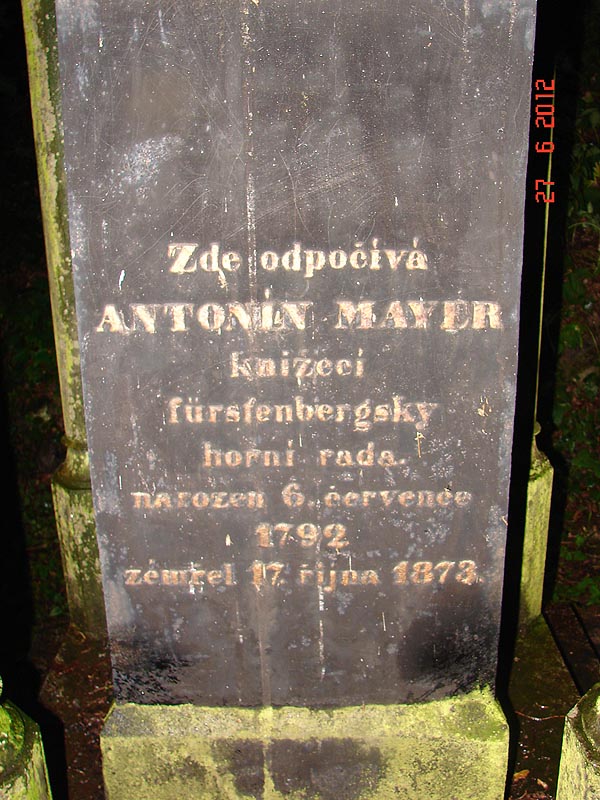 Zde odpočívá
ANTONÍN MAYER
knížecí
fürstenbergský
horní rada.
narozen 6. července
1792
zemřel 17. října 1873.
27 6 2012